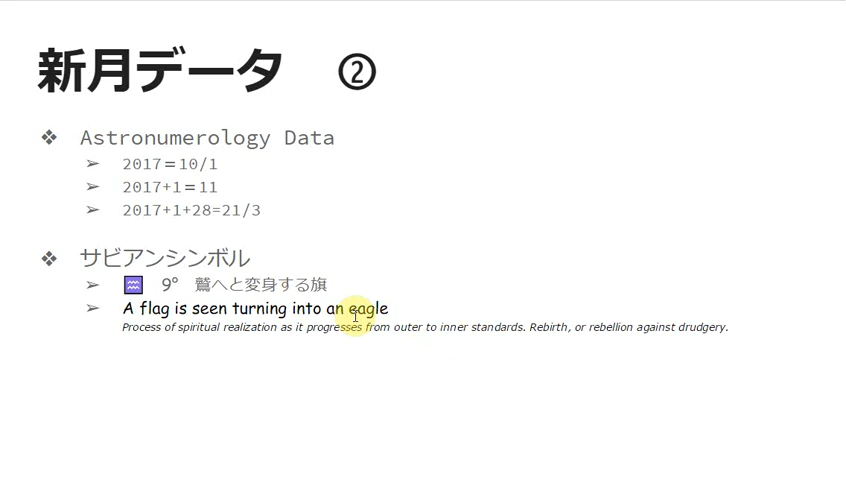 新月データ ②
❖ Astronumerology Data
➢ 2017=10/1
➢ 2017+1=11
➢ 2017+1+28=21/3
❖ サビアンシンボル
➢ ♒ 9° 鷲へと変身する旗
➢ A flag is seen turning into an eagle
Process of spiritual realization as it progresses from outer to inner standards. Rebirth, or rebellion against drudgery.